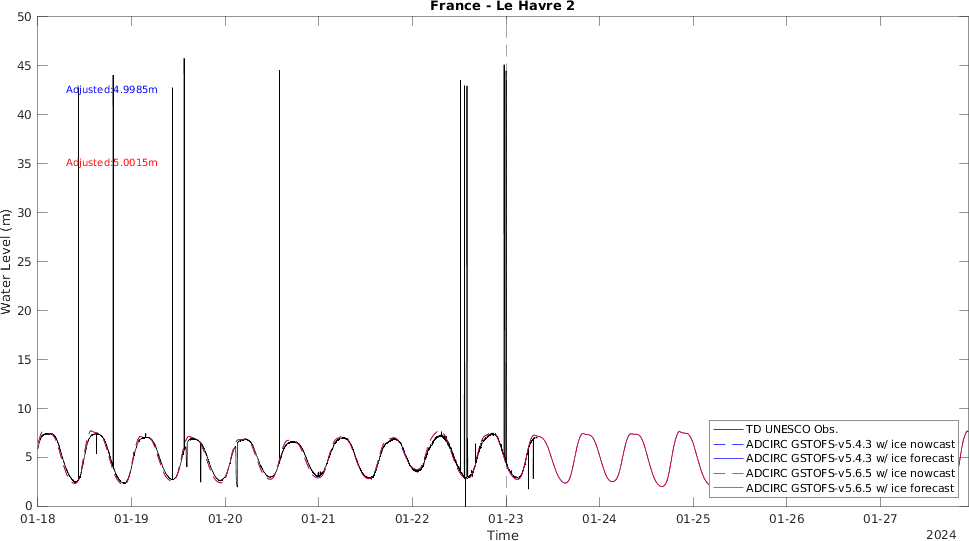 France - Le Havre 2
50
45
40
35
30
25
20
15
10
5
0
Water Level (m)
Adjusted:4.9985m
Adjusted:5.0015m
TD UNESCO Obs.
ADCIRC GSTOFS-v5.4.3 w/ ice nowcast
ADCIRC GSTOFS-v5.4.3 w/ ice forecast
ADCIRC GSTOFS-v5.6.5 w/ ice nowcast
ADCIRC GSTOFS-v5.6.5 w/ ice forecast
01-18 01-19 01-20 01-21 01-22 01-23 01-24 01-25 01-26 01-27
Time
2024